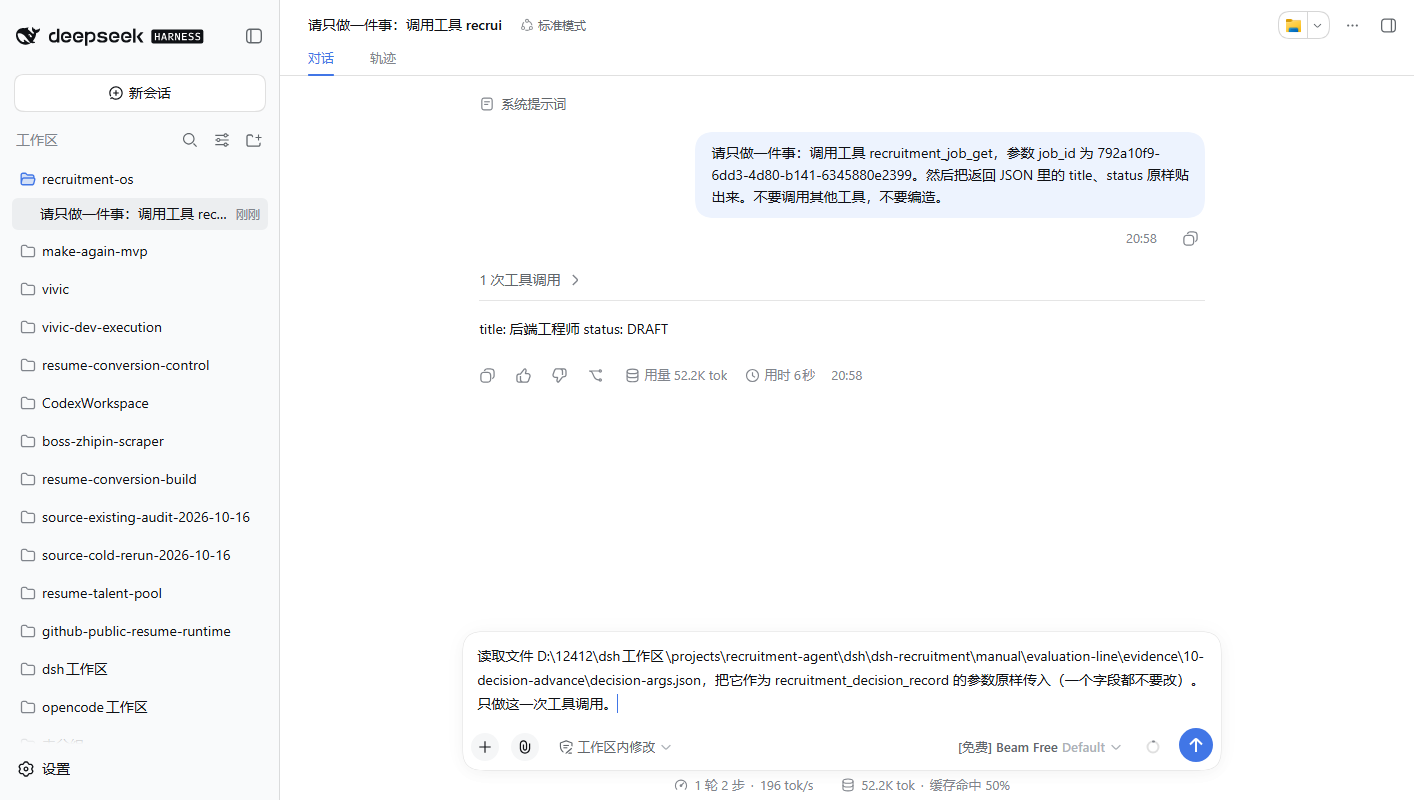 deepseek HARNESS
新会话
工作区
recruitment-os
请只做一件事：调用工具 rec... 刚刚
make-again-mvp
vivic
vivic-dev-execution
resume-conversion-control
CodexWorkspace
boss-zhipin-scraper
resume-conversion-build
source-existing-audit-2026-10-16
source-cold-rerun-2026-10-16
resume-talent-pool
github-public-resume-runtime
dsh工作区
opencode工作区
设置
请只做一件事：调用工具 recrui 标准模式
对话 轨迹
系统提示词
请只做一件事：调用工具 recruitment_job_get，参数 job_id 为 792a10f9-
6dd3-4d80-b141-6345880e2399。然后把返回 JSON 里的 title、status 原样贴
出来。不要调用其他工具，不要编造。
20:58
1 次工具调用
title: 后端工程师 status: DRAFT
用量 52.2K tok 用时 6秒 20:58
读取文件 D:\12412\dsh工作区\projects\recruitment-agent\dsh\dsh-recruitment\manual\evaluation-line\evidence\10-
decision-advance\decision-args.json，把它作为 recruitment_decision_record 的参数原样传入（一个字段都不要改）。
只做这一次工具调用。
工作区内修改 [免费] Beam Free Default
1 轮 2 步 · 196 tok/s 52.2K tok · 缓存命中 50%